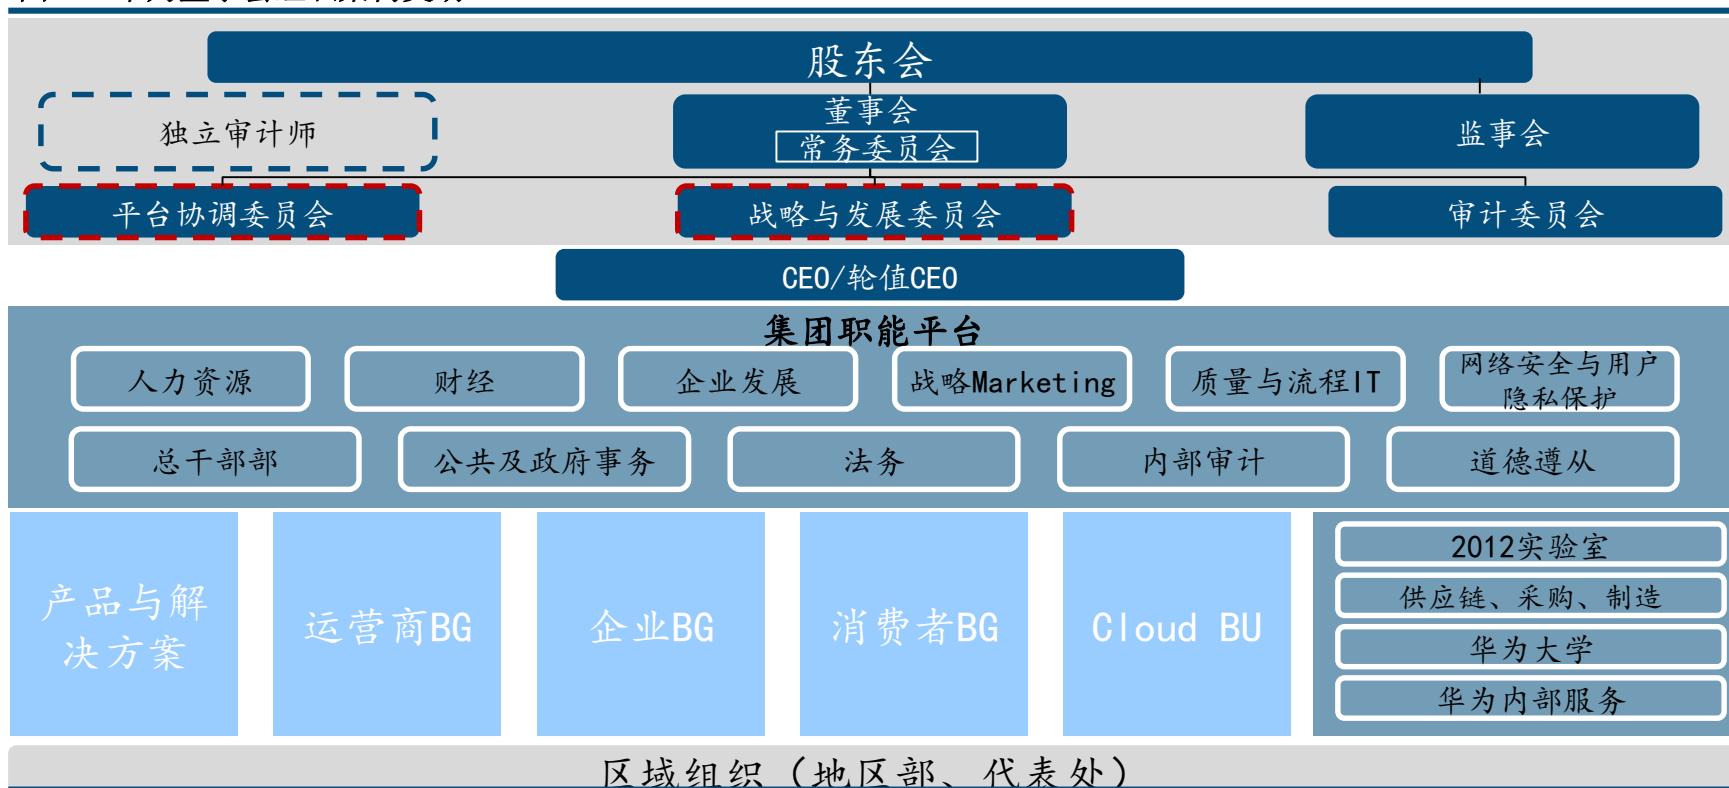 股东会
独立审计师
董事会
常务委员会
监事会
平台协调委员会
战略与发展委员会
审计委员会
CEO/轮值CEO
集团职能平台
人力资源
财经
企业发展
战略Marketing
质量与流程IT
网络安全与用户
隐私保护
总干部部
公共及政府事务
法务
内部审计
道德遵从
产品与解
决方案
运营商BG
企业BG
消费者BG
Cloud BU
2012实验室
供应链、采购、制造
华为大学
华为内部服务
区域组织（地区部、代表处）